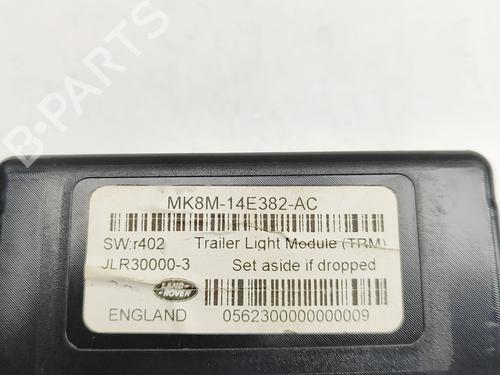 B-PARTS
MK8M-14E382-AC
SW:r402 Trailer Light Module (TRM)
JLR30000-3 Set aside if dropped
LAND-ROVER
ENGLAND 0562300000000009